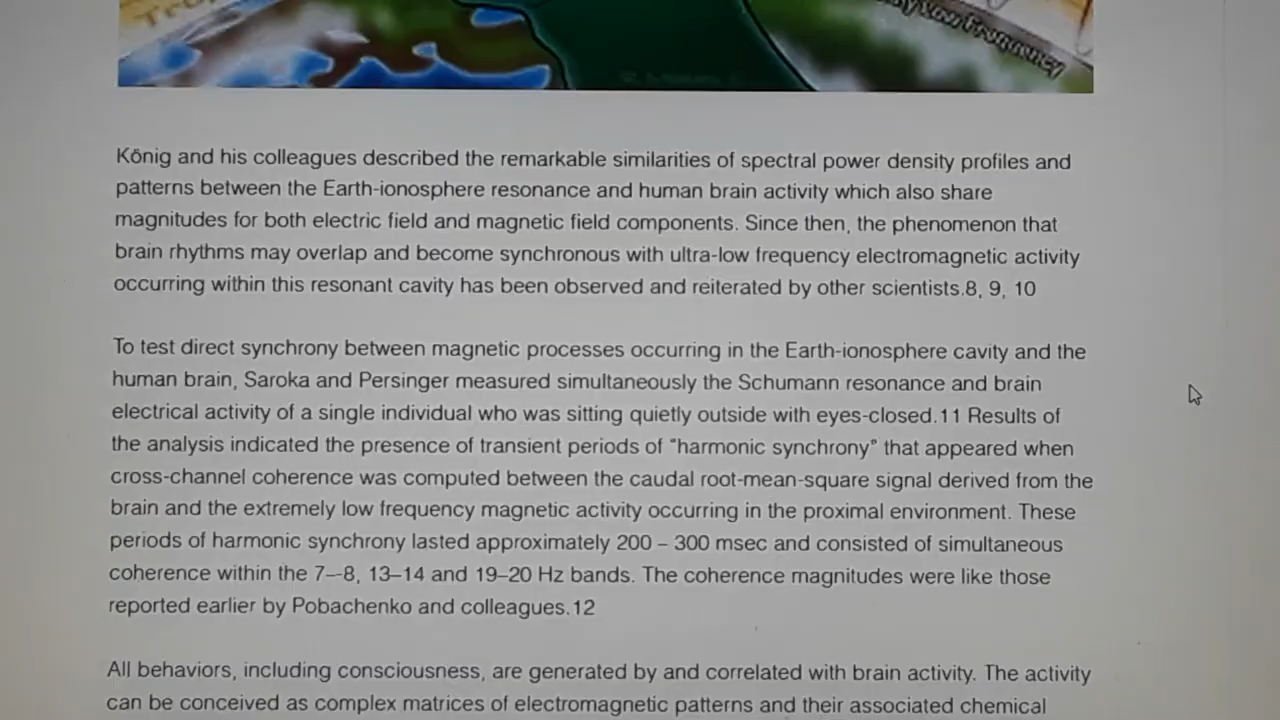 Tro
by your Frequency
König and his colleagues described the remarkable similarities of spectral power density profiles and
patterns between the Earth-ionosphere resonance and human brain activity which also share
magnitudes for both electric field and magnetic field components. Since then, the phenomenon that
brain rhythms may overlap and become synchronous with ultra-low frequency electromagnetic activity
occurring within this resonant cavity has been observed and reiterated by other scientists.8, 9, 10
To test direct synchrony between magnetic processes occurring in the Earth-ionosphere cavity and the
human brain, Saroka and Persinger measured simultaneously the Schumann resonance and brain
electrical activity of a single individual who was sitting quietly outside with eyes-closed.11 Results of
the analysis indicated the presence of transient periods of "harmonic synchrony" that appeared when
cross-channel coherence was computed between the caudal root-mean-square signal derived from the
brain and the extremely low frequency magnetic activity occurring in the proximal environment. These
periods of harmonic synchrony lasted approximately 200 – 300 msec and consisted of simultaneous
coherence within the 7–-8, 13–14 and 19–20 Hz bands. The coherence magnitudes were like those
reported earlier by Pobachenko and colleagues.12
All behaviors, including consciousness, are generated by and correlated with brain activity. The activity
can be conceived as complex matrices of electromagnetic patterns and their associated chemical